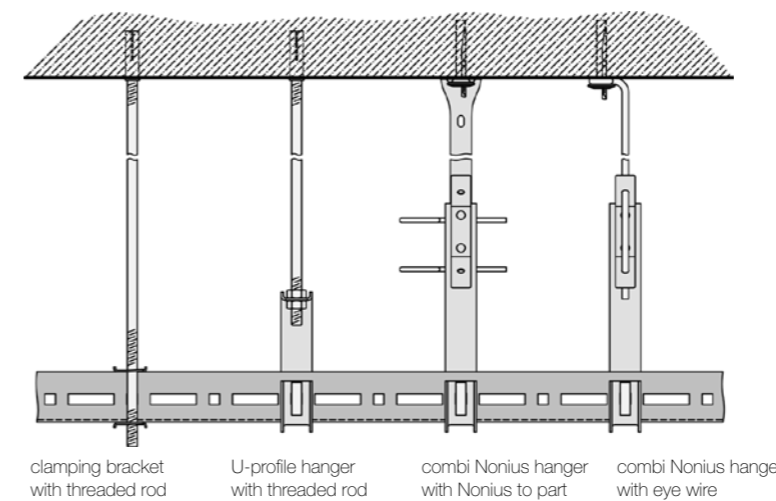 clamping bracket
with threaded rod
U-profile hanger
with threaded rod
combi Nonius hanger
with Nonius to part
combi Nonius hange
with eye wire